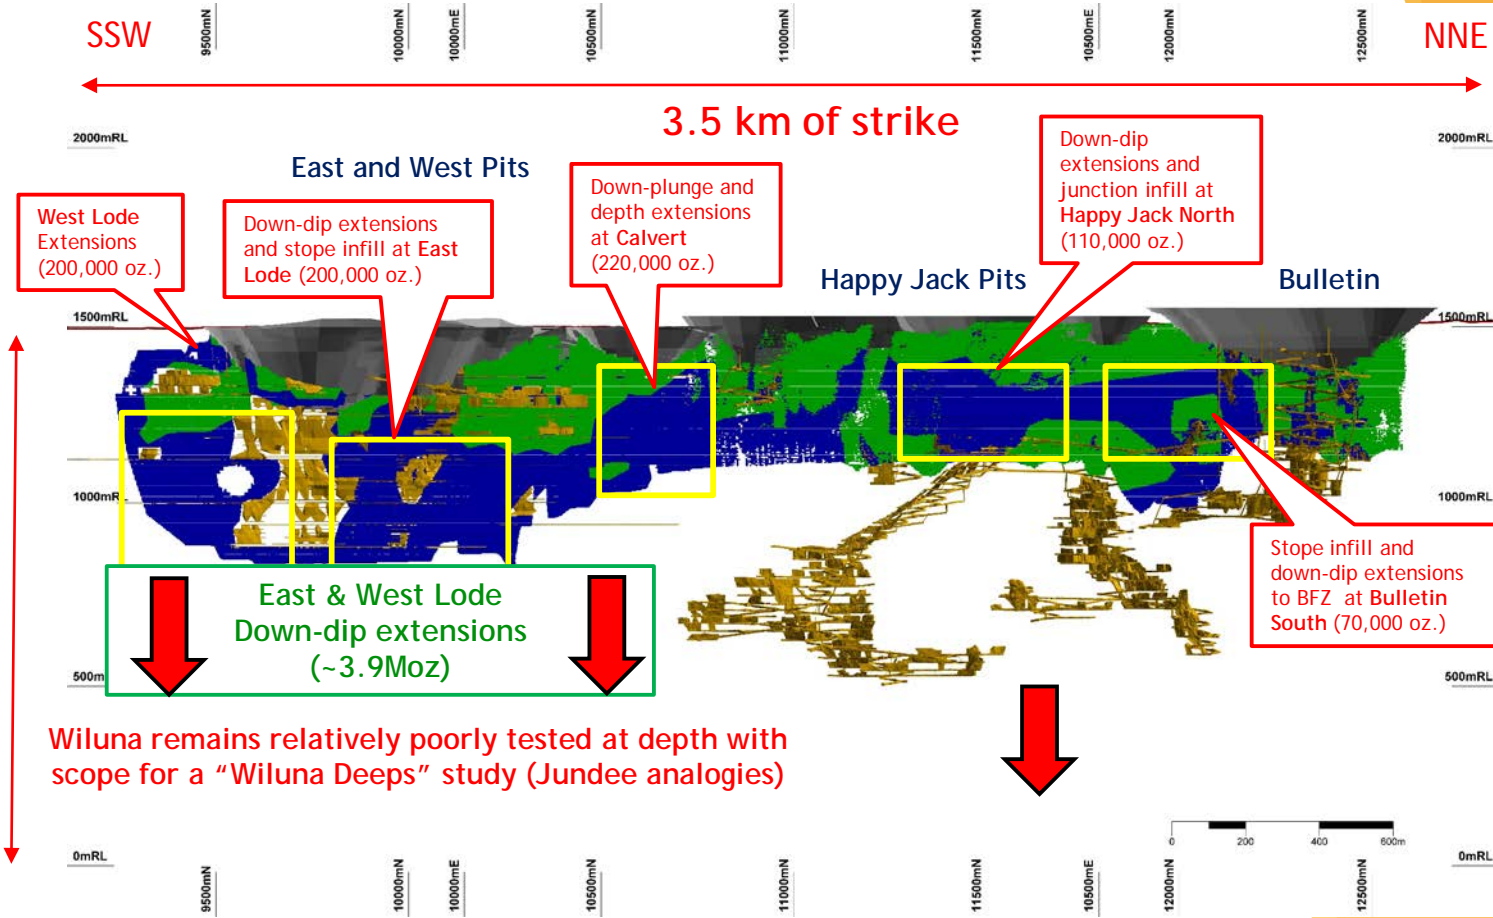 SSW
9500mN
10000mN
10000mE
10500mN
11000mN
11500mN
10500mE
12000mN
12500mN
NNE
3.5 km of strike
2000mRL
2000mRL
East and West Pits
West Lode
Extensions
(200,000 oz.)
Down-dip extensions
and stope infill at East
Lode (200,000 oz.)
Down-plunge and
depth extensions
at Calvert
(220,000 oz.)
Down-dip
extensions and
junction infill at
Happy Jack North
(110,000 oz.)
Happy Jack Pits
Bulletin
1500mRL
1500mRL
1000mRL
1000mRL
Stope infill and
down-dip extensions
to BFZ at Bulletin
South (70,000 oz.)
East & West Lode
Down-dip extensions
(~3.9Moz)
500m
500mRL
Wiluna remains relatively poorly tested at depth with
scope for a “Wiluna Deeps” study (Jundee analogies)
0 200 400 600m
0mRL
0mRL
9500mN
10000mN
10000mE
10500mN
11000mN
11500mN
10500mE
12000mN
12500mN